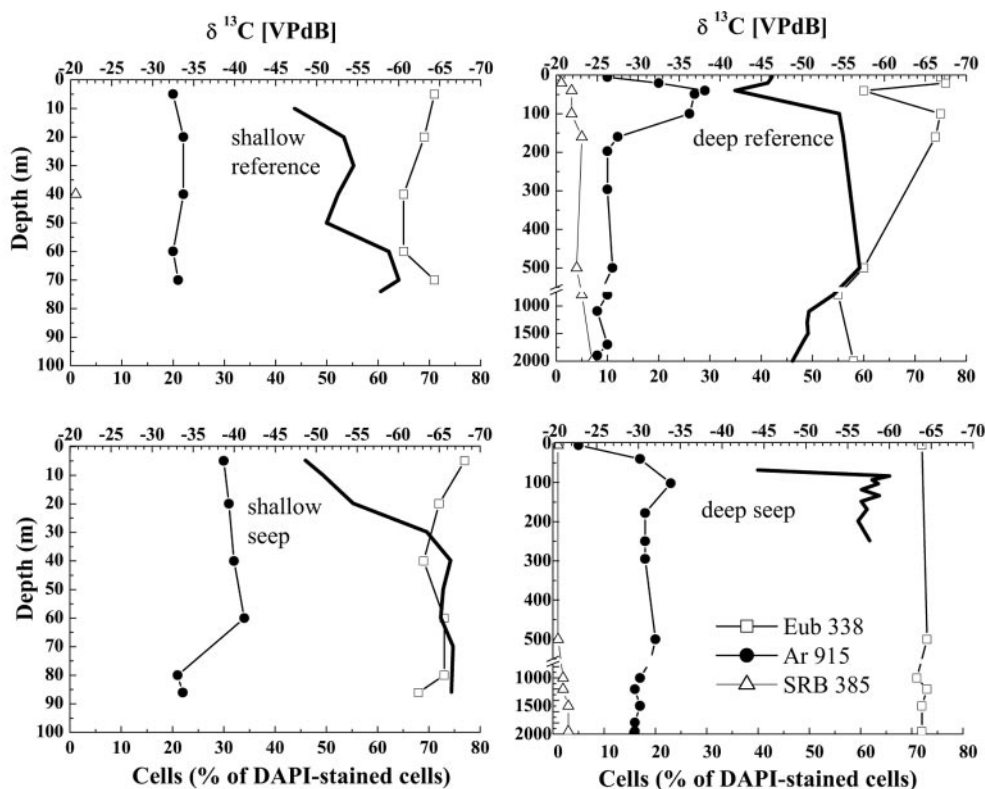 δ ¹³C [VPdB]
-20 -25 -30 -35 -40 -45 -50 -55 -60 -65 -70
0
10
20
30
40
50
60
70
80
90
100
Depth (m)
shallow
reference
0 10 20 30 40 50 60 70 80
δ ¹³C [VPdB]
-20 -25 -30 -35 -40 -45 -50 -55 -60 -65 -70
0
100
200
300
400
500
1000
1500
2000
deep reference
0 10 20 30 40 50 60 70 80
-20 -25 -30 -35 -40 -45 -50 -55 -60 -65 -70
0
10
20
30
40
50
60
70
80
90
100
Depth (m)
shallow
seep
0 10 20 30 40 50 60 70 80
Cells (% of DAPI-stained cells)
-20 -25 -30 -35 -40 -45 -50 -55 -60 -65 -70
0
100
200
300
400
500
1000
1500
2000
deep seep
Eub 338
Ar 915
SRB 385
0 10 20 30 40 50 60 70 80
Cells (% of DAPI-stained cells)